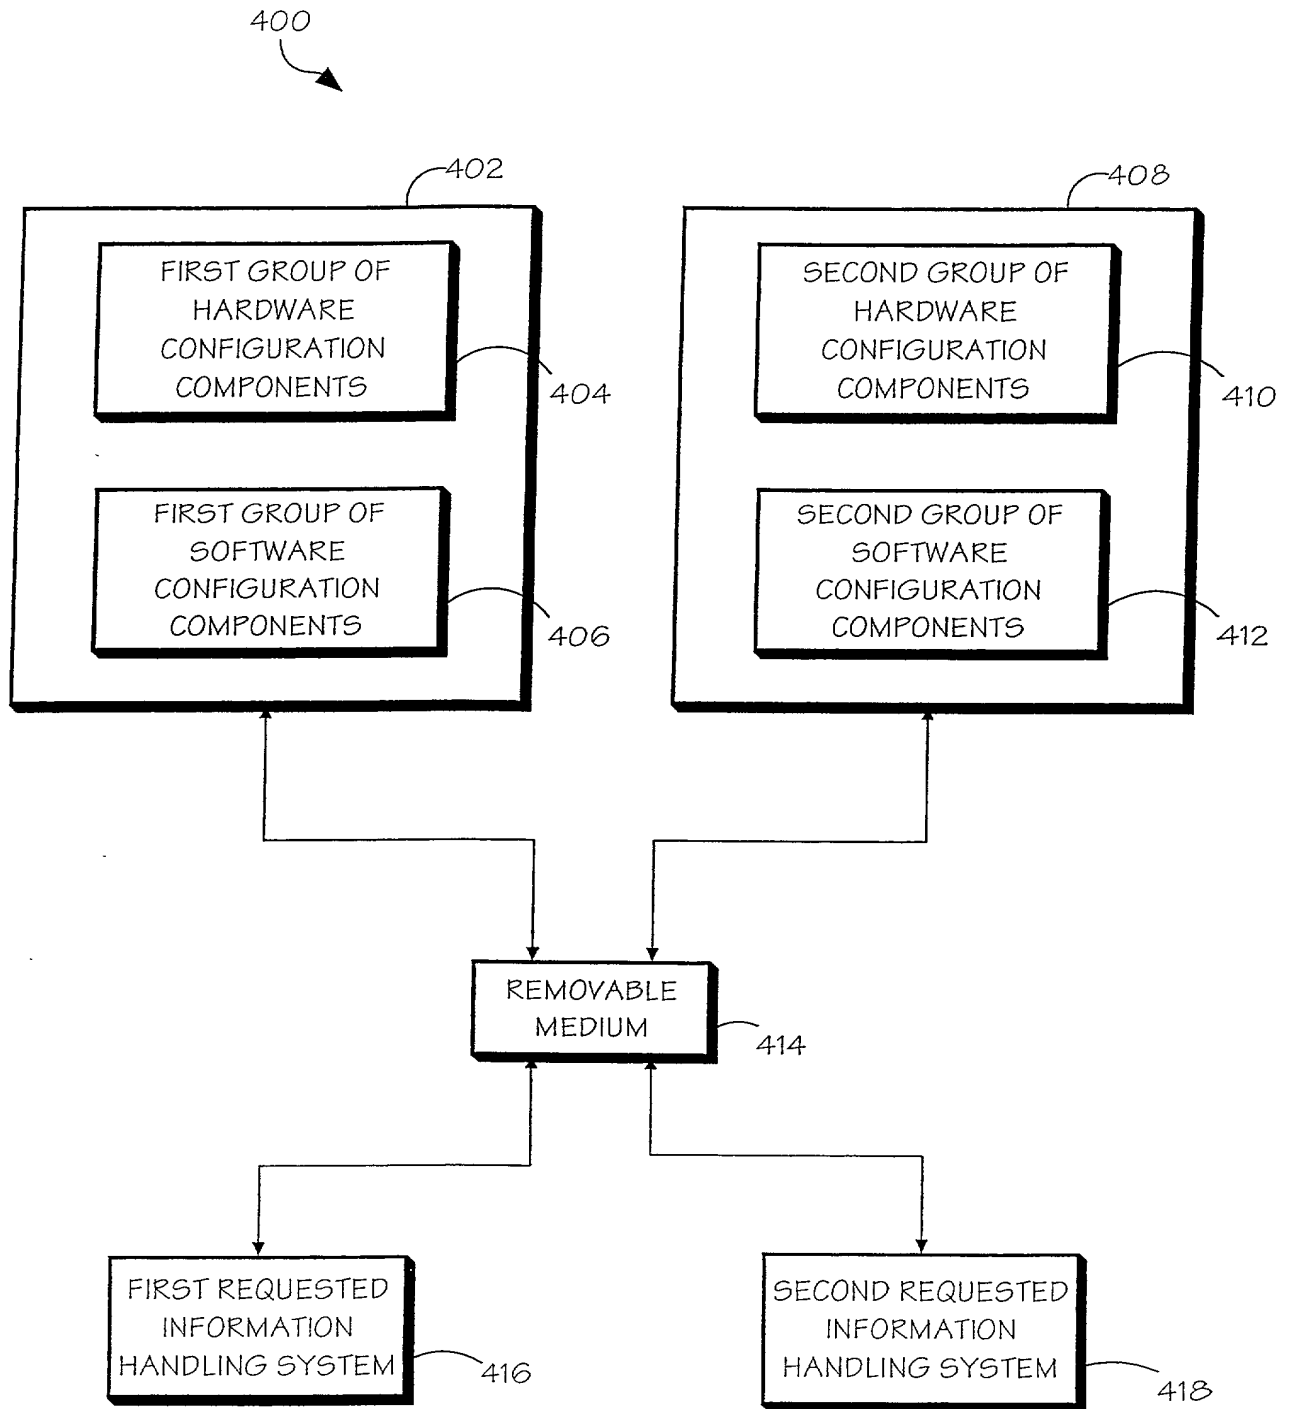 400
402
FIRST GROUP OF
HARDWARE
CONFIGURATION
COMPONENTS
404
FIRST GROUP OF
SOFTWARE
CONFIGURATION
COMPONENTS
406
408
SECOND GROUP OF
HARDWARE
CONFIGURATION
COMPONENTS
410
SECOND GROUP OF
SOFTWARE
CONFIGURATION
COMPONENTS
412
REMOVABLE
MEDIUM
414
FIRST REQUESTED
INFORMATION
HANDLING SYSTEM
416
SECOND REQUESTED
INFORMATION
HANDLING SYSTEM
418